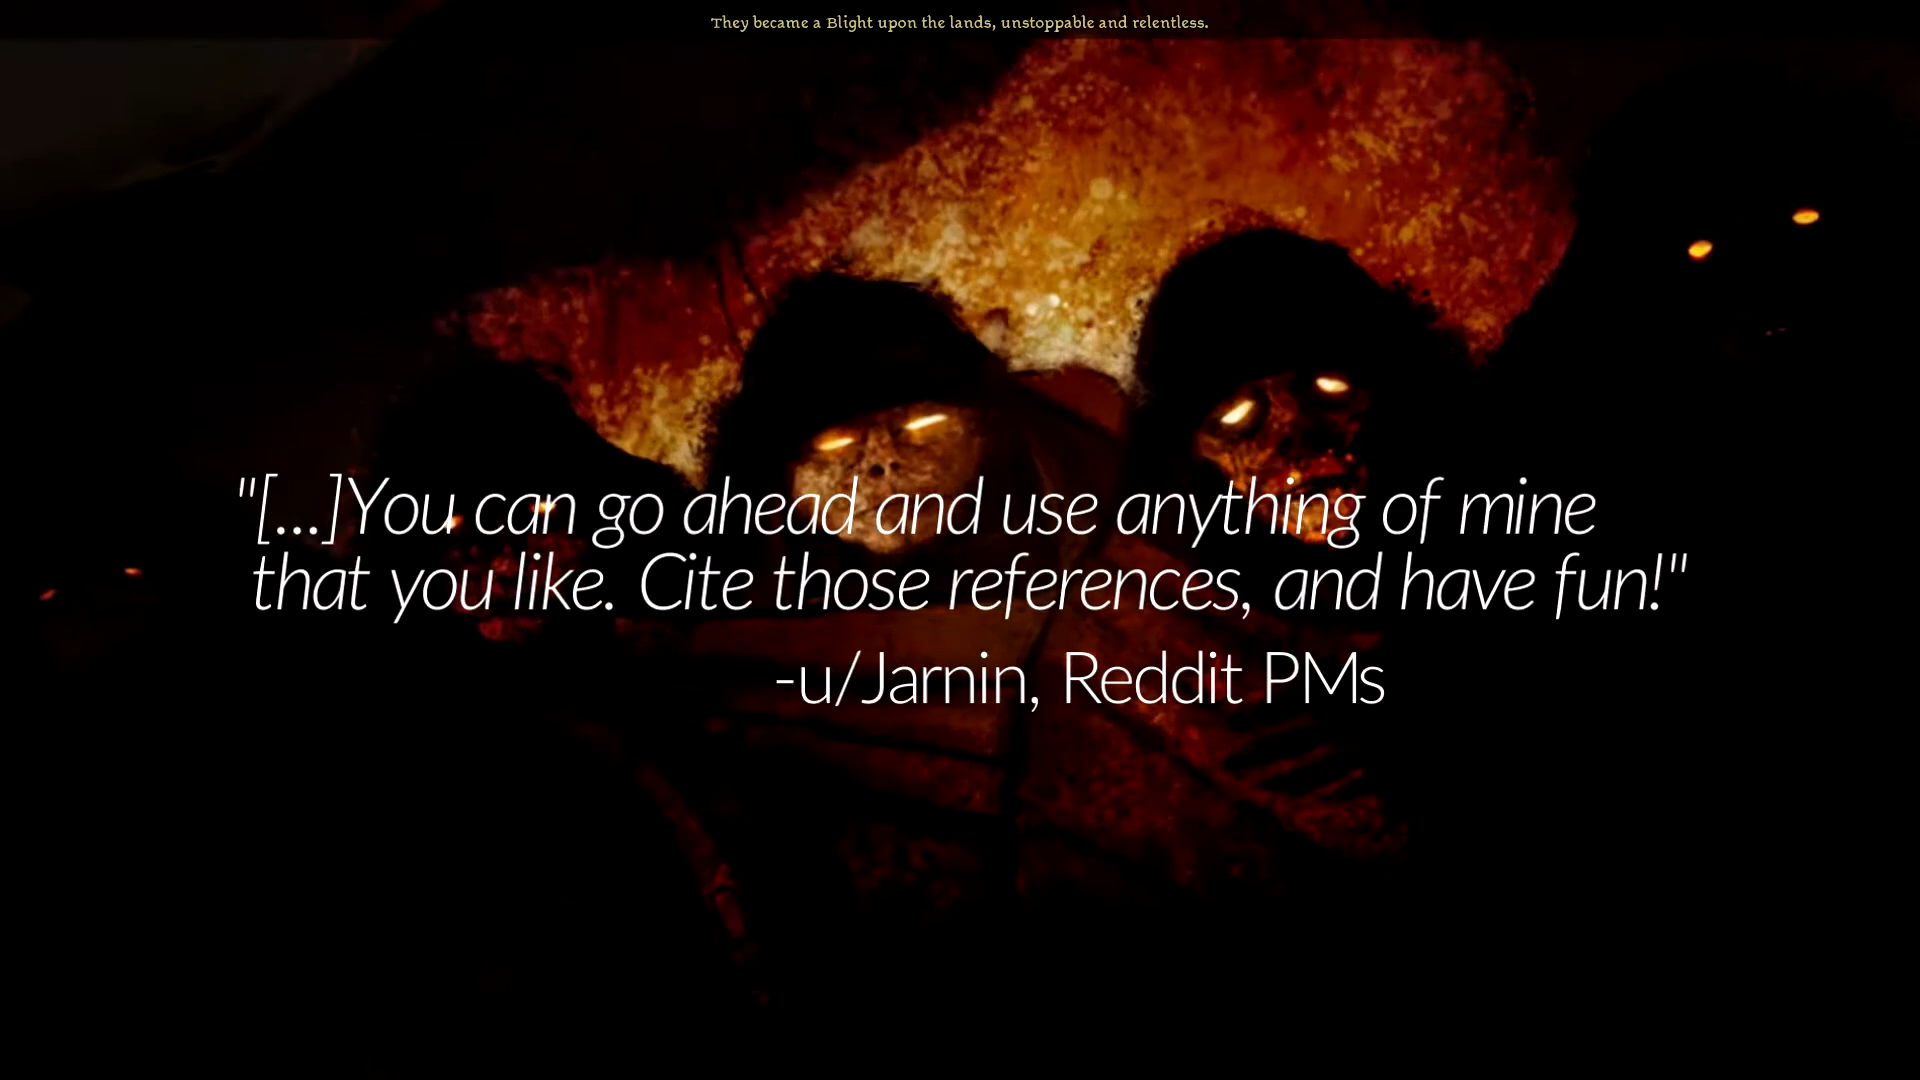 They became a Blight upon the lands, unstoppable and relentless.
"[...]You can go ahead and use anything of mine
that you like. Cite those references, and have fun!"
-u/Jarnin, Reddit PMs